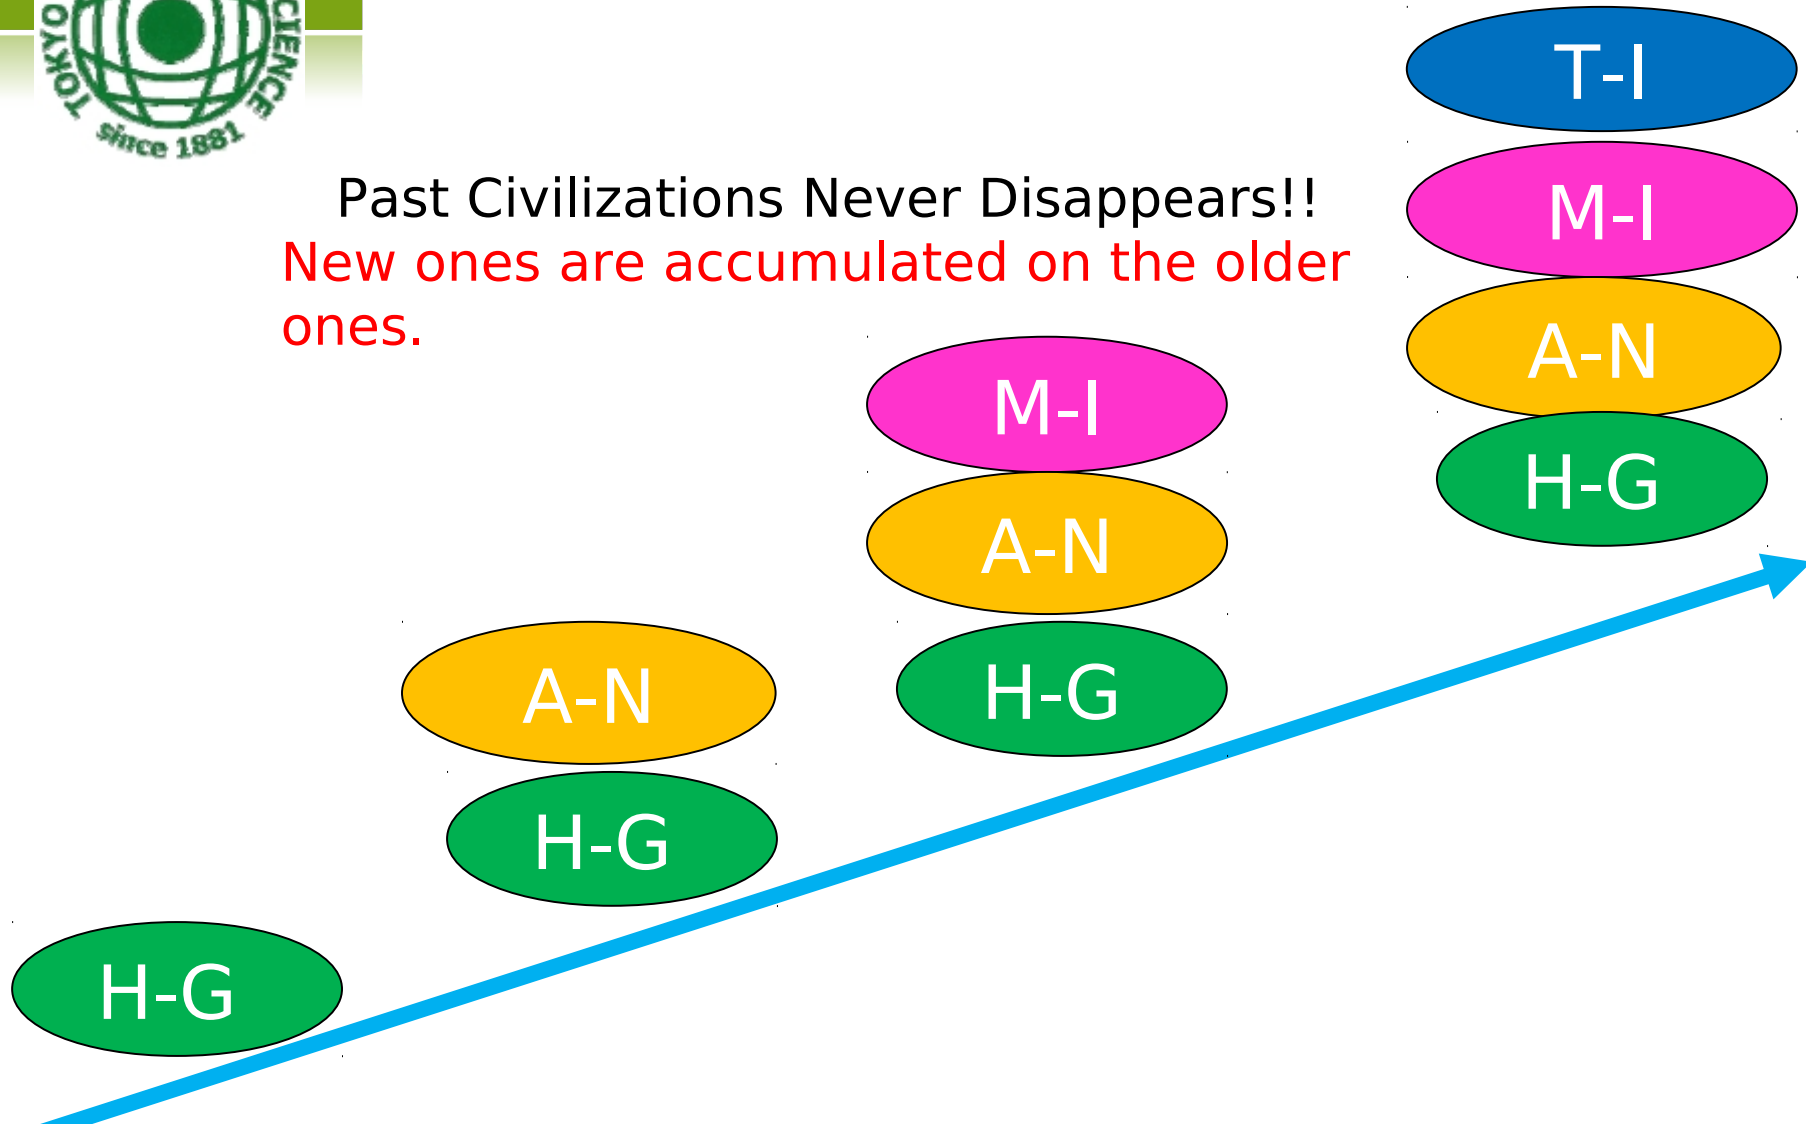 TOKYO
CIENCE
since 1881
T-I
M-I
Past Civilizations Never Disappears!!
New ones are accumulated on the older
ones.
A-N
H-G
M-I
A-N
H-G
A-N
H-G
H-G